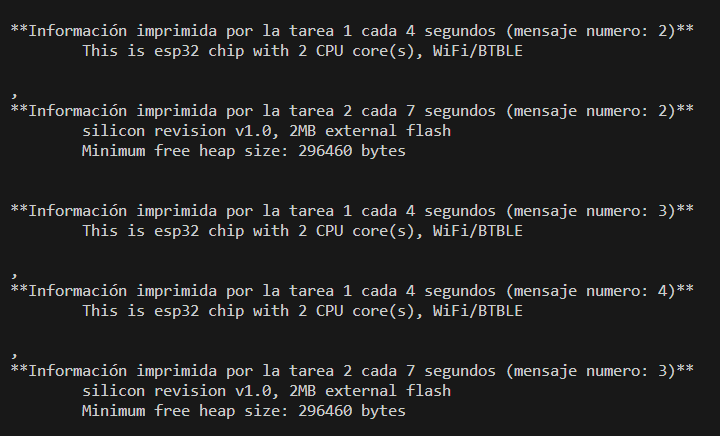 **Información imprimida por la tarea 1 cada 4 segundos (mensaje numero: 2)**
This is esp32 chip with 2 CPU core(s), WiFi/BTBLE
,
**Información imprimida por la tarea 2 cada 7 segundos (mensaje numero: 2)**
silicon revision v1.0, 2MB external flash
Minimum free heap size: 296460 bytes
**Información imprimida por la tarea 1 cada 4 segundos (mensaje numero: 3)**
This is esp32 chip with 2 CPU core(s), WiFi/BTBLE
,
**Información imprimida por la tarea 1 cada 4 segundos (mensaje numero: 4)**
This is esp32 chip with 2 CPU core(s), WiFi/BTBLE
,
**Información imprimida por la tarea 2 cada 7 segundos (mensaje numero: 3)**
silicon revision v1.0, 2MB external flash
Minimum free heap size: 296460 bytes